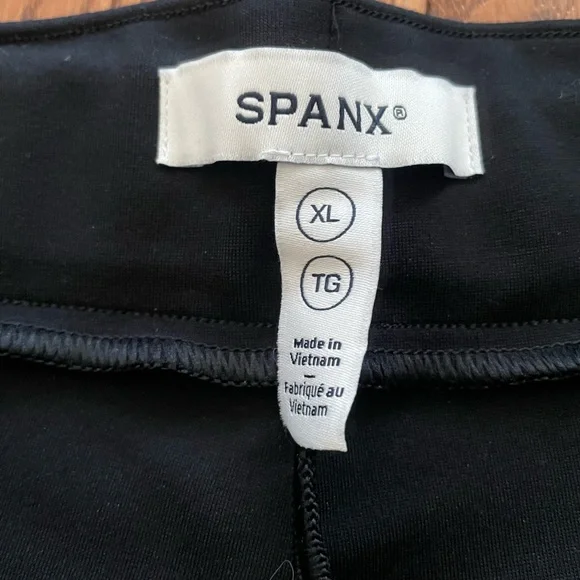 SPANX®
XL
TG
Made in
Vietnam
–
Fabriqué au
Vietnam